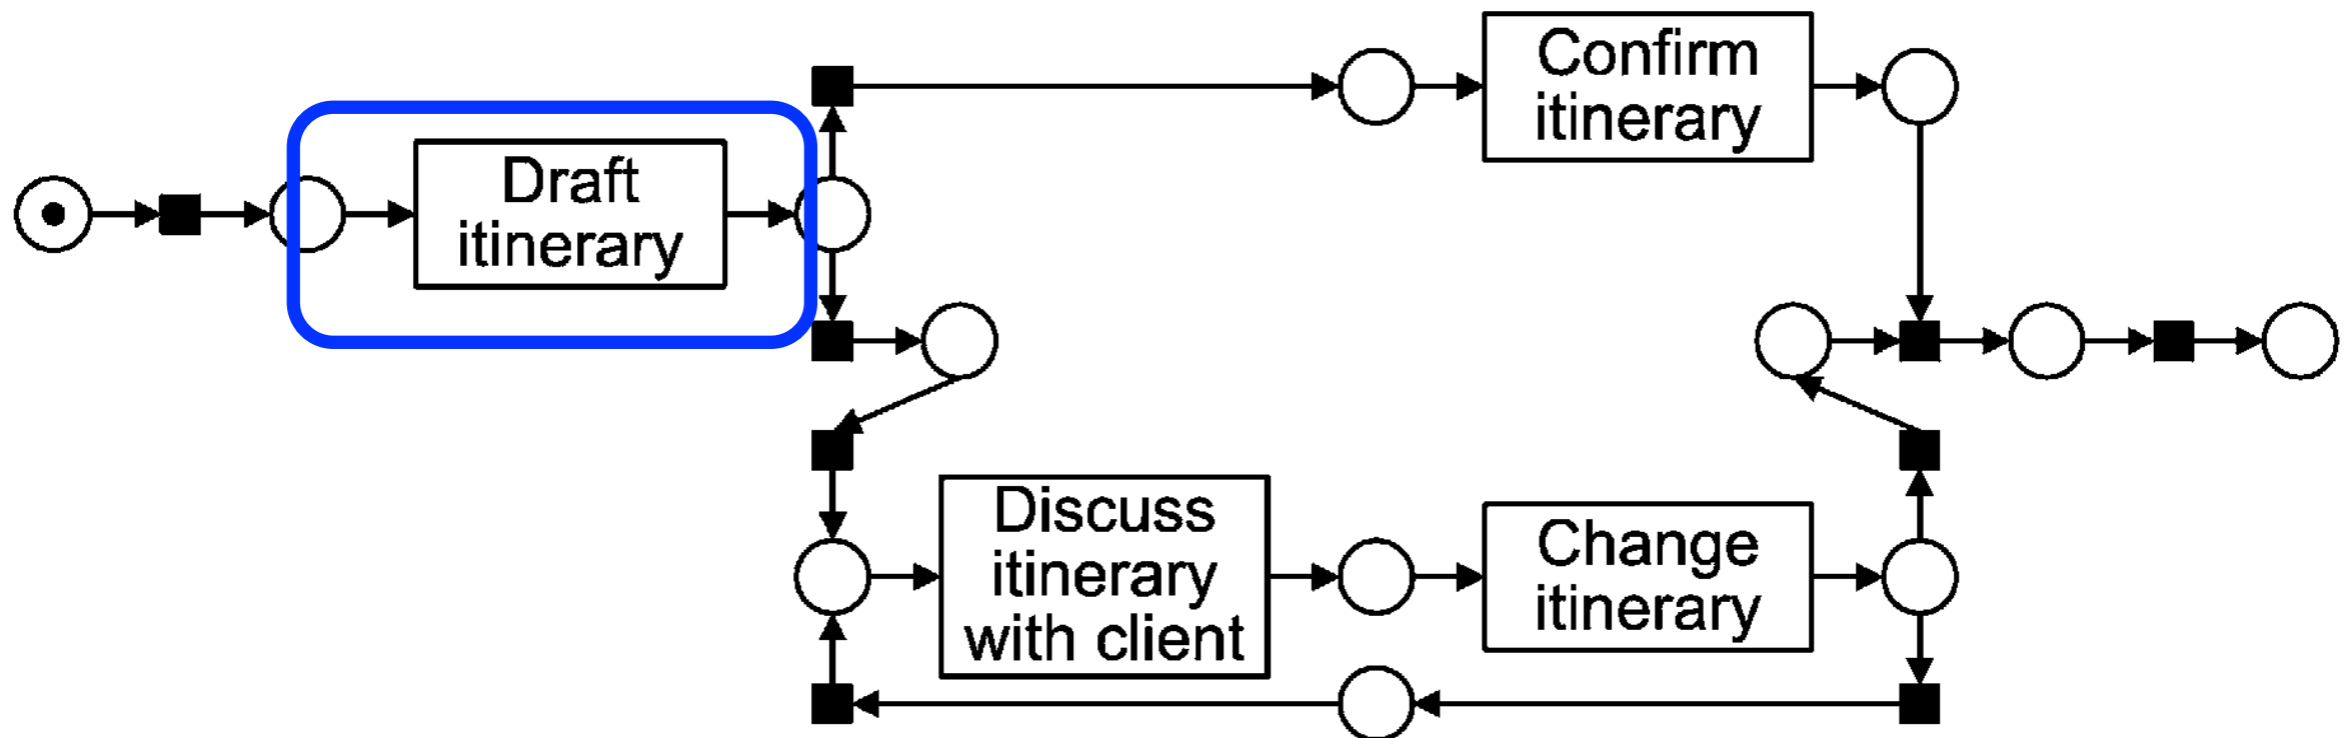 Draft
itinerary
Confirm
itinerary
Discuss
itinerary
with client
Change
itinerary